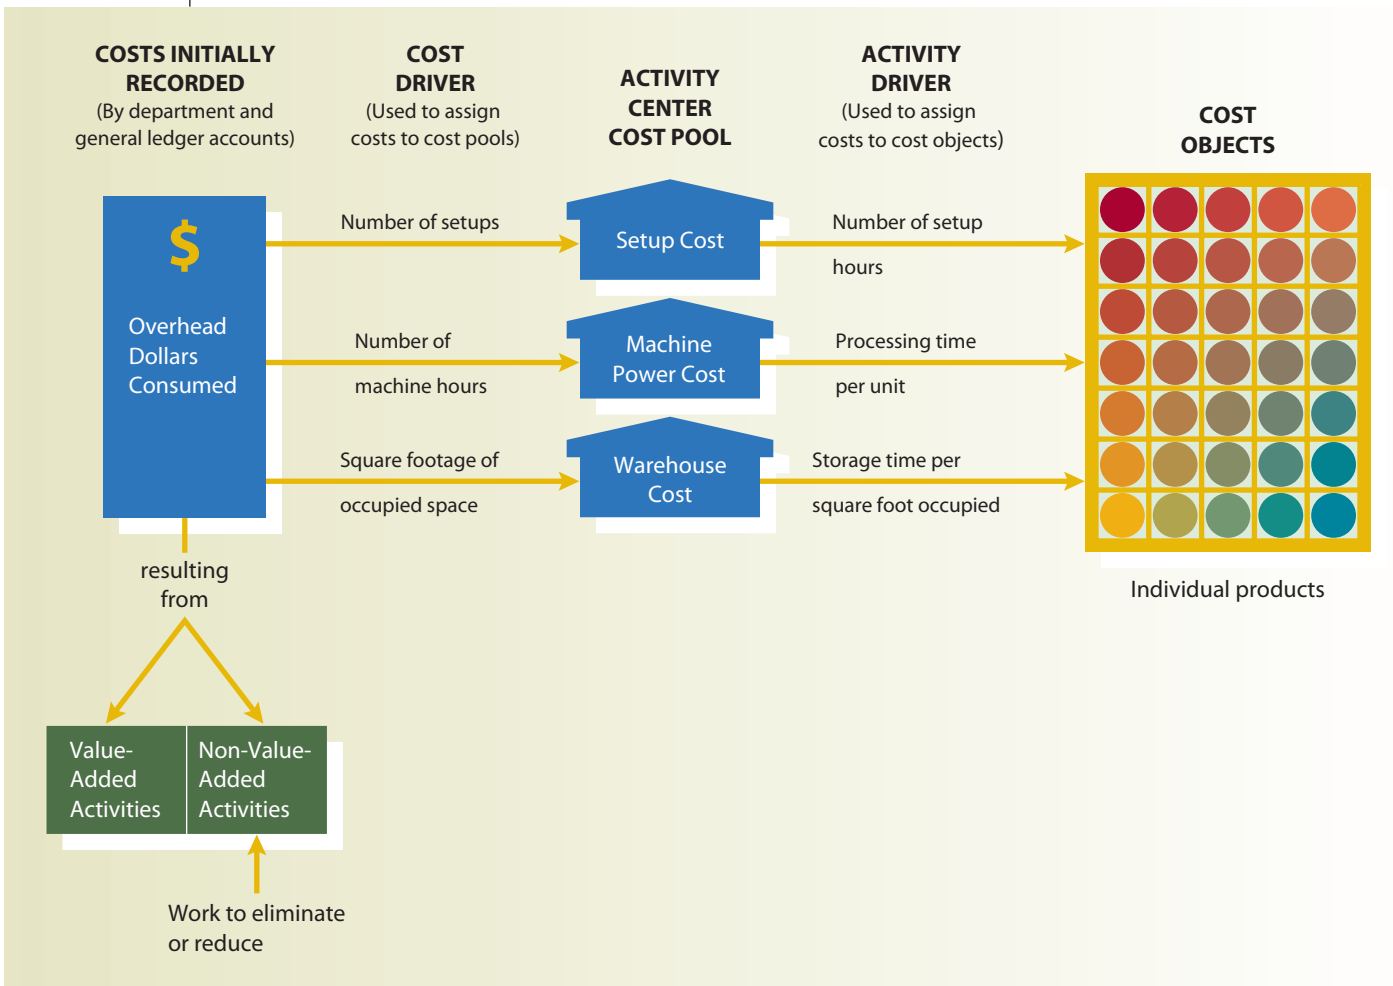 COSTS INITIALLY
RECORDED
(By department and
general ledger accounts)
COST
DRIVER
(Used to assign
costs to cost pools)
ACTIVITY
CENTER
COST POOL
ACTIVITY
DRIVER
(Used to assign
costs to cost objects)
COST
OBJECTS
$
Overhead
Dollars
Consumed
Number of setups
Setup Cost
Number of setup
hours
Number of
machine hours
Machine
Power Cost
Processing time
per unit
Square footage of
occupied space
Warehouse
Cost
Storage time per
square foot occupied
Individual products
resulting
from
Value-
Added
Activities
Non-Value-
Added
Activities
Work to eliminate
or reduce